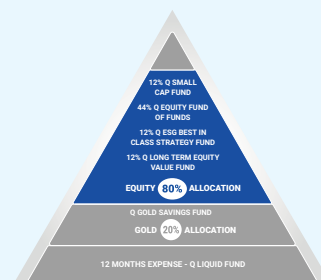 12% Q SMALL
CAP FUND
44% Q EQUITY FUND
OF FUNDS
12% Q ESG BEST IN
CLASS STRATEGY FUND
12% Q LONG TERM EQUITY
VALUE FUND
EQUITY 80% ALLOCATION
Q GOLD SAVINGS FUND
GOLD 20% ALLOCATION
12 MONTHS EXPENSE - Q LIQUID FUND